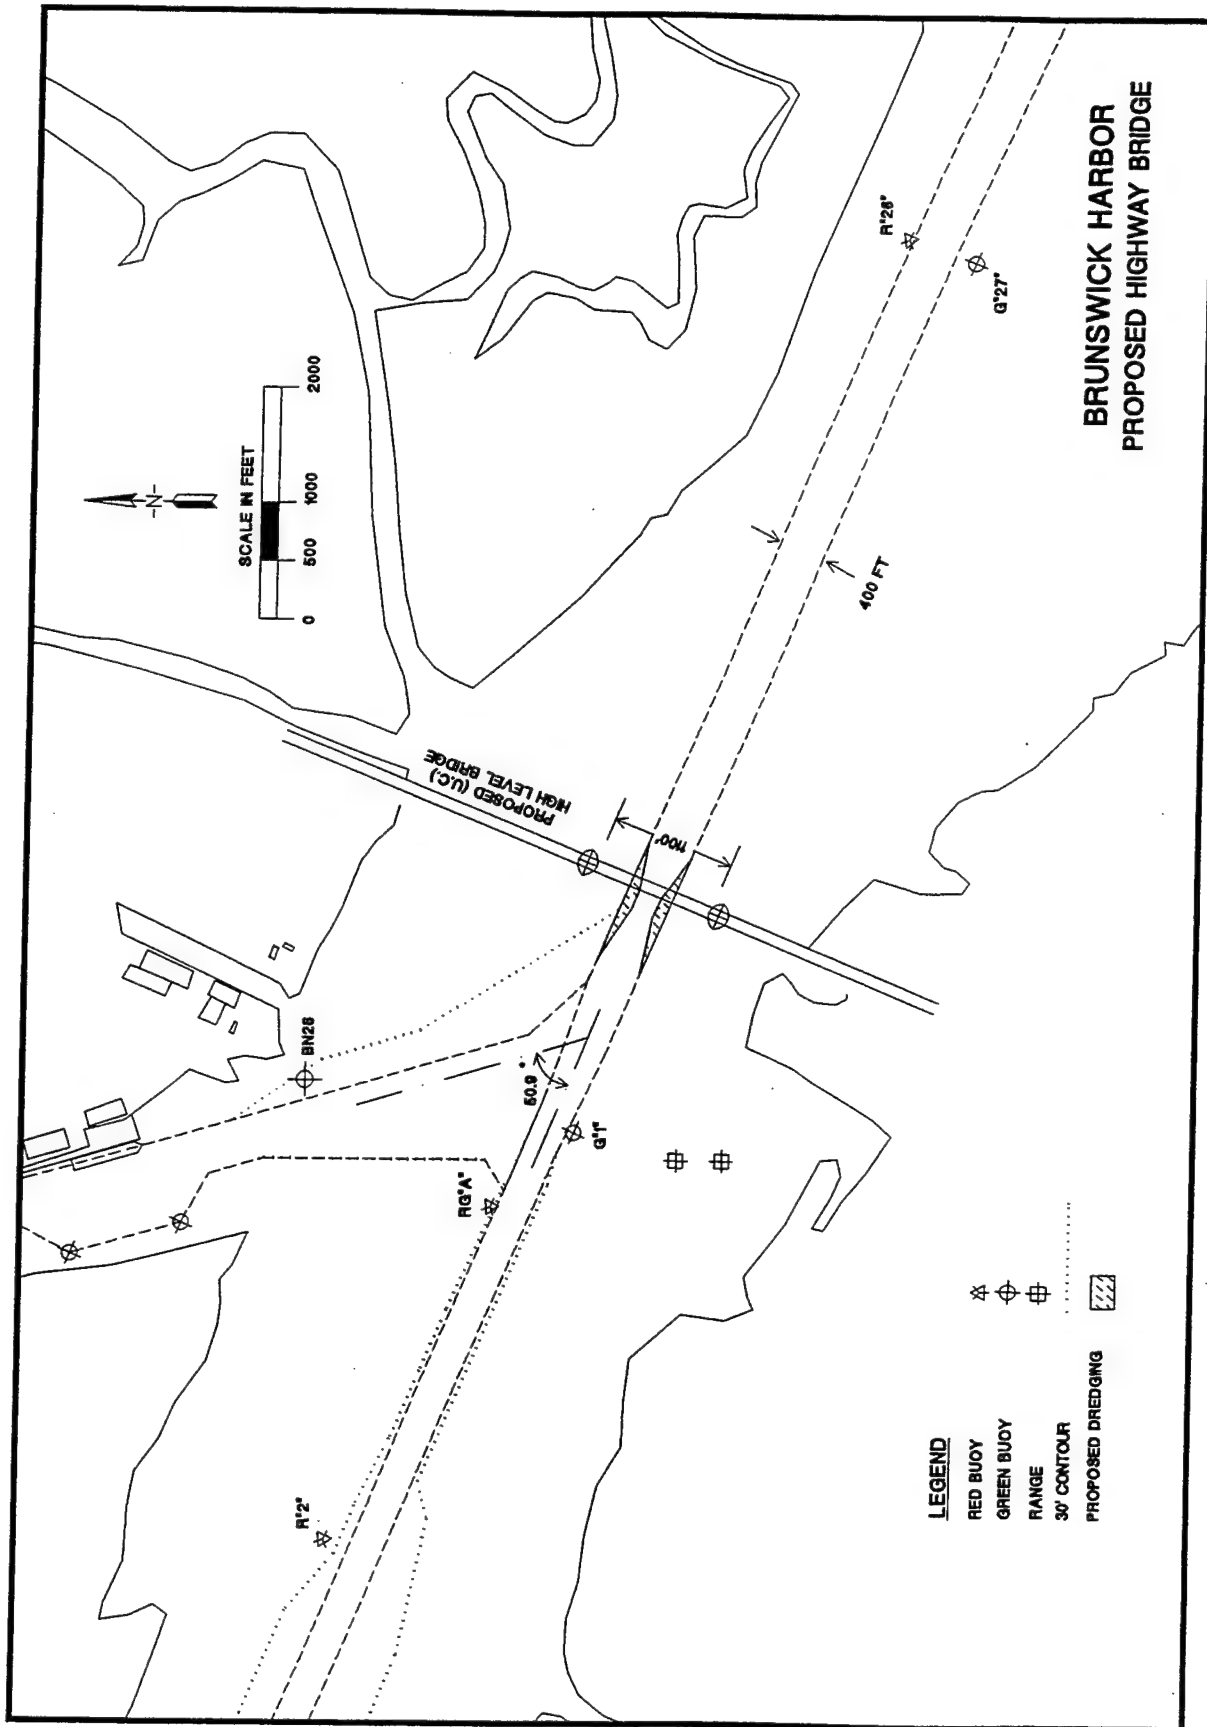 -N-
SCALE IN FEET
0 500 1000 2000
PROPOSED (U.C.)
HIGH LEVEL BRIDGE
1100'
400 FT
R"26"
G"27"
BN26
50.9°
G"1"
RG"A"
R"2"
LEGEND
RED BUOY
GREEN BUOY
RANGE
30' CONTOUR
PROPOSED DREDGING
BRUNSWICK HARBOR
PROPOSED HIGHWAY BRIDGE